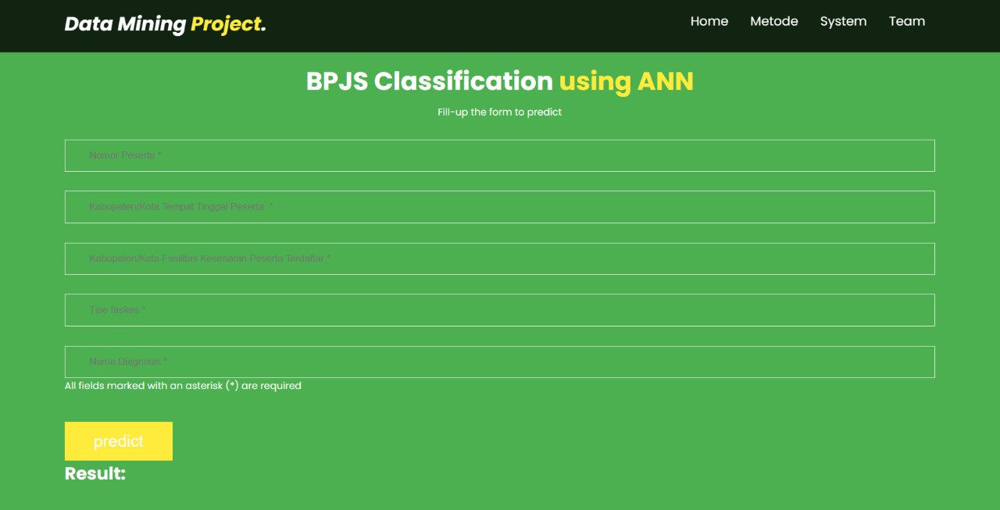 Data Mining Project.
Home Metode System Team
BPJS Classification using ANN
Fill-up the form to predict
Nomor Peserta *
Kabupaten/Kota Tempat Tinggal Peserta *
Kabupaten/Kota Fasilitas Kesehatan Peserta Terdaftar *
Tipe faskes *
Nama Diagnosis *
All fields marked with an asterisk (*) are required
predict
Result: